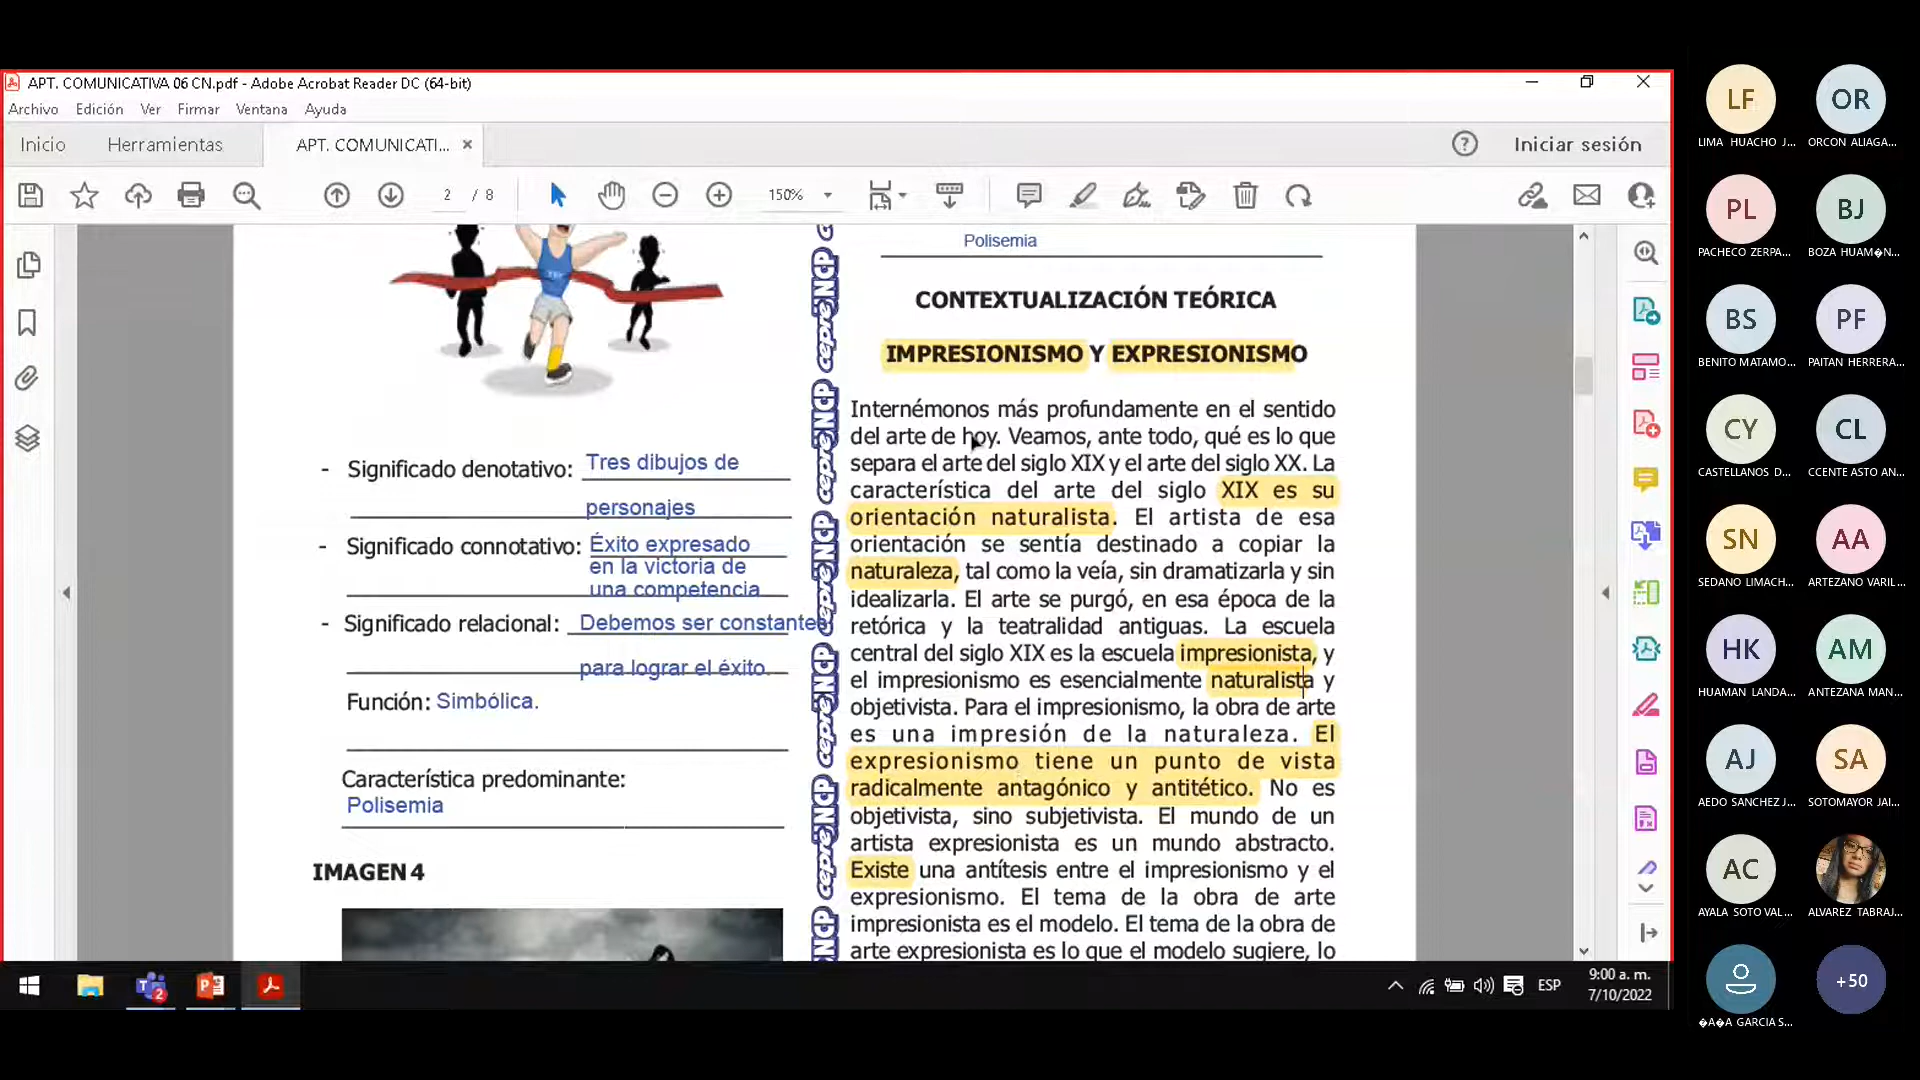 APT. COMUNICATIVA 06 CN.pdf - Adobe Acrobat Reader DC (64-bit)
Archivo Edición Ver Firmar Ventana Ayuda
Inicio Herramientas APT. COMUNICATI... × ? Iniciar sesión
2 / 8 150%
- Significado denotativo: Tres dibujos de
personajes
- Significado connotativo: Éxito expresado
en la victoria de
una competencia
- Significado relacional: Debemos ser constantes
para lograr el éxito.
Función: Simbólica.
Característica predominante:
Polisemia
IMAGEN 4
cepre UNCP cepre UNCP cepre UNCP cepre UNCP cepre UNCP
Polisemia
CONTEXTUALIZACIÓN TEÓRICA
IMPRESIONISMO Y EXPRESIONISMO
Internémonos más profundamente en el sentido
del arte de hoy. Veamos, ante todo, qué es lo que
separa el arte del siglo XIX y el arte del siglo XX. La
característica del arte del siglo XIX es su
orientación naturalista. El artista de esa
orientación se sentía destinado a copiar la
naturaleza, tal como la veía, sin dramatizarla y sin
idealizarla. El arte se purgó, en esa época de la
retórica y la teatralidad antiguas. La escuela
central del siglo XIX es la escuela impresionista, y
el impresionismo es esencialmente naturalista y
objetivista. Para el impresionismo, la obra de arte
es una impresión de la naturaleza. El
expresionismo tiene un punto de vista
radicalmente antagónico y antitético. No es
objetivista, sino subjetivista. El mundo de un
artista expresionista es un mundo abstracto.
Existe una antítesis entre el impresionismo y el
expresionismo. El tema de la obra de arte
impresionista es el modelo. El tema de la obra de
arte expresionista es lo que el modelo sugiere, lo
2 ESP 9:00 a. m.
7/10/2022
LF OR
LIMA HUACHO J... ORCON ALIAGA...
PL BJ
PACHECO ZERPA... BOZA HUAM�N...
BS PF
BENITO MATAMO... PAITAN HERRERA...
CY CL
CASTELLANOS D... CCENTE ASTO AN...
SN AA
SEDANO LIMACH... ARTEZANO VARIL...
HK AM
HUAMAN LANDA... ANTEZANA MAN...
AJ SA
AEDO SANCHEZ J... SOTOMAYOR JAI...
AC
AYALA SOTO VAL... ALVAREZ TABRAJ...
+50
�A�A GARCIA S...